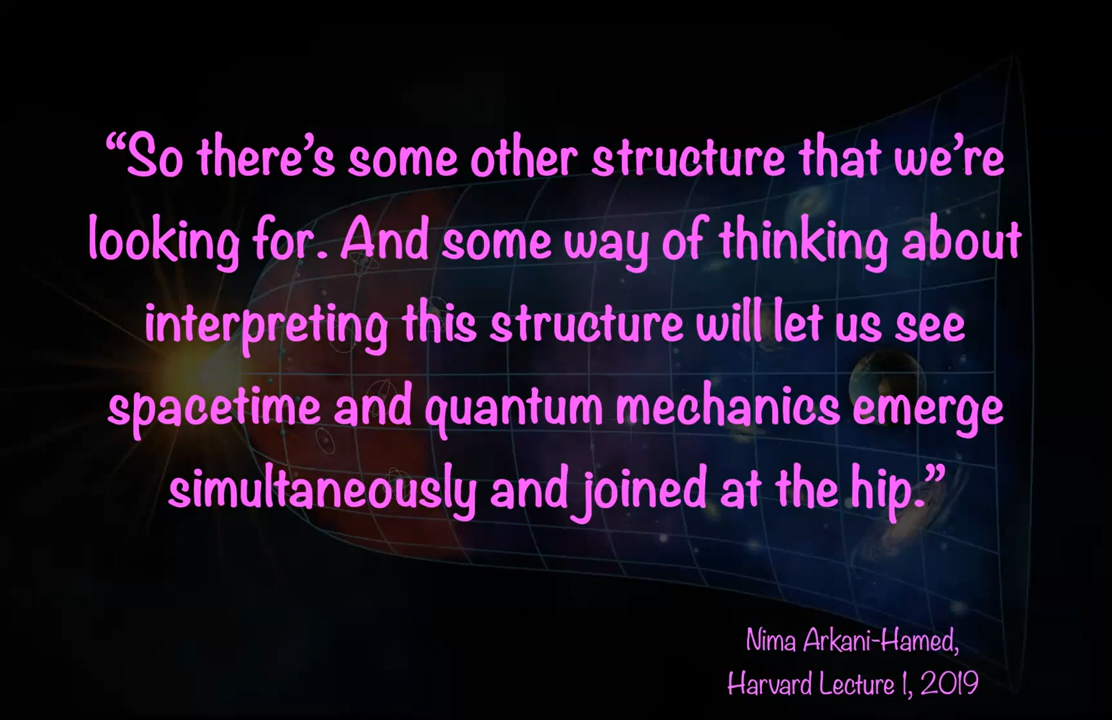 “So there’s some other structure that we’re
looking for. And some way of thinking about
interpreting this structure will let us see
spacetime and quantum mechanics emerge
simultaneously and joined at the hip.”
Nima Arkani-Hamed,
Harvard Lecture 1, 2019